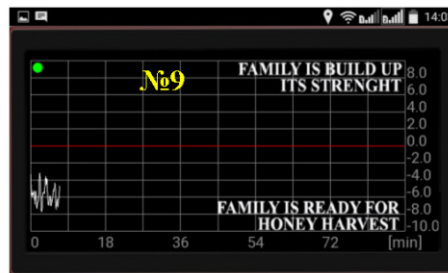 14:0
№9
FAMILY IS BUILD UP
ITS STRENGHT
8.0
6.0
4.0
2.0
0.0
-2.0
-4.0
-6.0
-8.0
-10.0
FAMILY IS READY FOR
HONEY HARVEST
0 18 36 54 72 [min]